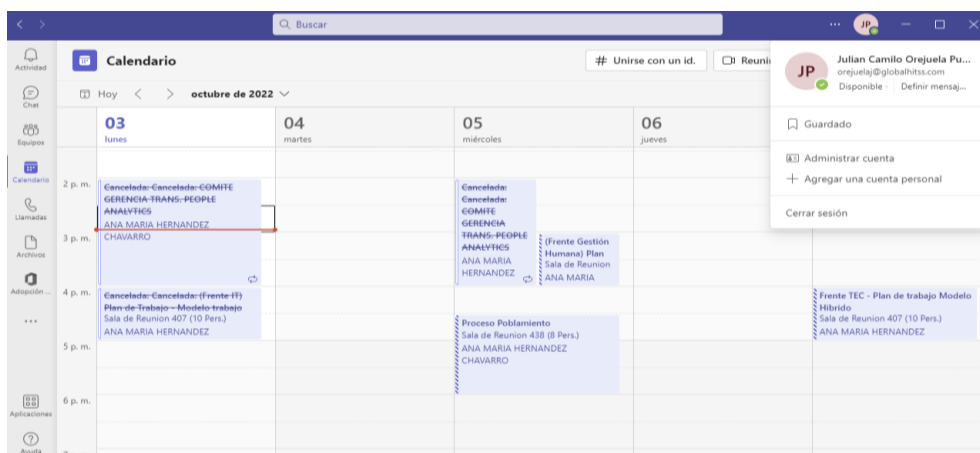 Buscar
JP
Actividad
Chat
Equipos
Calendario
Llamadas
Archivos
Adopción ...
Aplicaciones
Ayuda
Calendario
# Unirse con un id.
Reuni
Hoy
octubre de 2022
03
lunes
04
martes
05
miércoles
06
jueves
2 p. m.
3 p. m.
4 p. m.
5 p. m.
6 p. m.
Cancelada: Cancelada: COMITE
GERENCIA TRANS. PEOPLE
ANALYTICS
ANA MARIA HERNANDEZ
CHAVARRO
Cancelada: Cancelada: (Frente IT)
Plan de Trabajo - Modelo trabajo
Sala de Reunion 407 (10 Pers.)
ANA MARIA HERNANDEZ
Cancelada:
Cancelada:
COMITE
GERENCIA
TRANS. PEOPLE
ANALYTICS
ANA MARIA
HERNANDEZ
(Frente Gestión
Humana) Plan
Sala de Reunion
ANA MARIA
Proceso Poblamiento
Sala de Reunion 438 (8 Pers.)
ANA MARIA HERNANDEZ
CHAVARRO
Frente TEC - Plan de trabajo Modelo
Hibrido
Sala de Reunion 407 (10 Pers.)
ANA MARIA HERNANDEZ
JP
Julian Camilo Orejuela Pu...
orejuelaj@globalhitss.com
Disponible
Definir mensaj...
Guardado
Administrar cuenta
Agregar una cuenta personal
Cerrar sesión